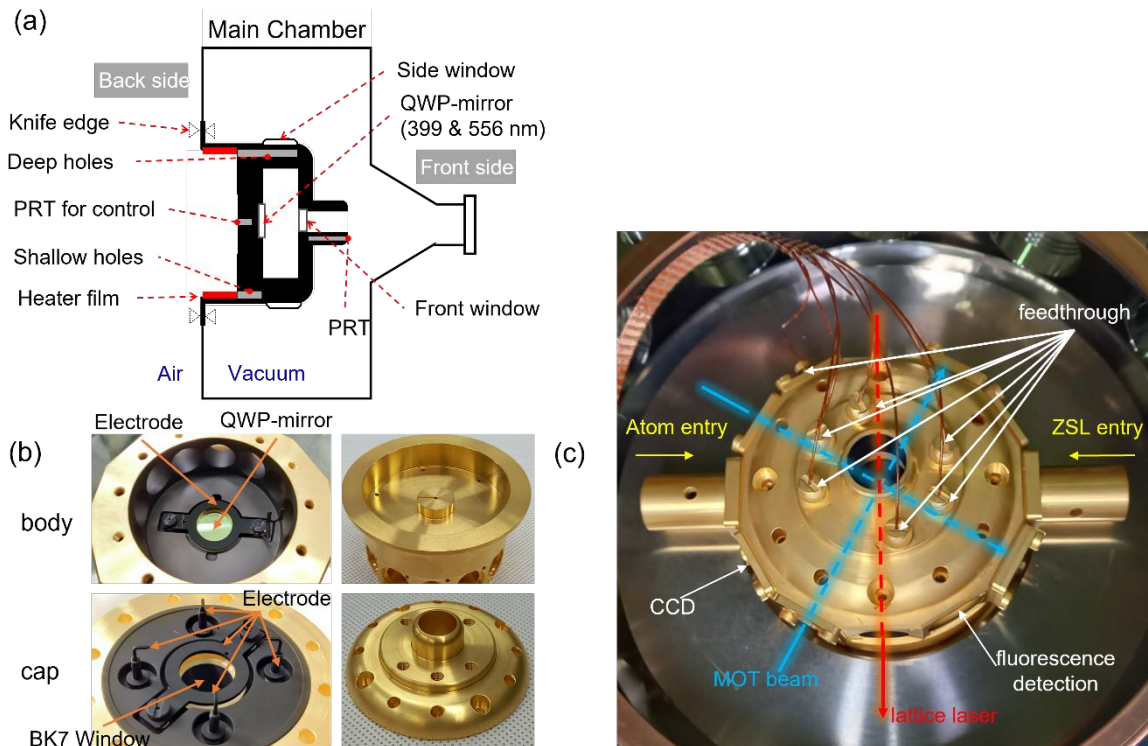 (a)
Main Chamber
Back side
Side window
QWP-mirror
(399 & 556 nm)
Knife edge
Deep holes
Front side
PRT for control
Shallow holes
Heater film
Front window
PRT
Air
Vacuum
(b)
Electrode
QWP-mirror
body
Electrode
cap
BK7 Window
(c)
feedthrough
Atom entry
ZSL entry
CCD
MOT beam
fluorescence
detection
lattice laser